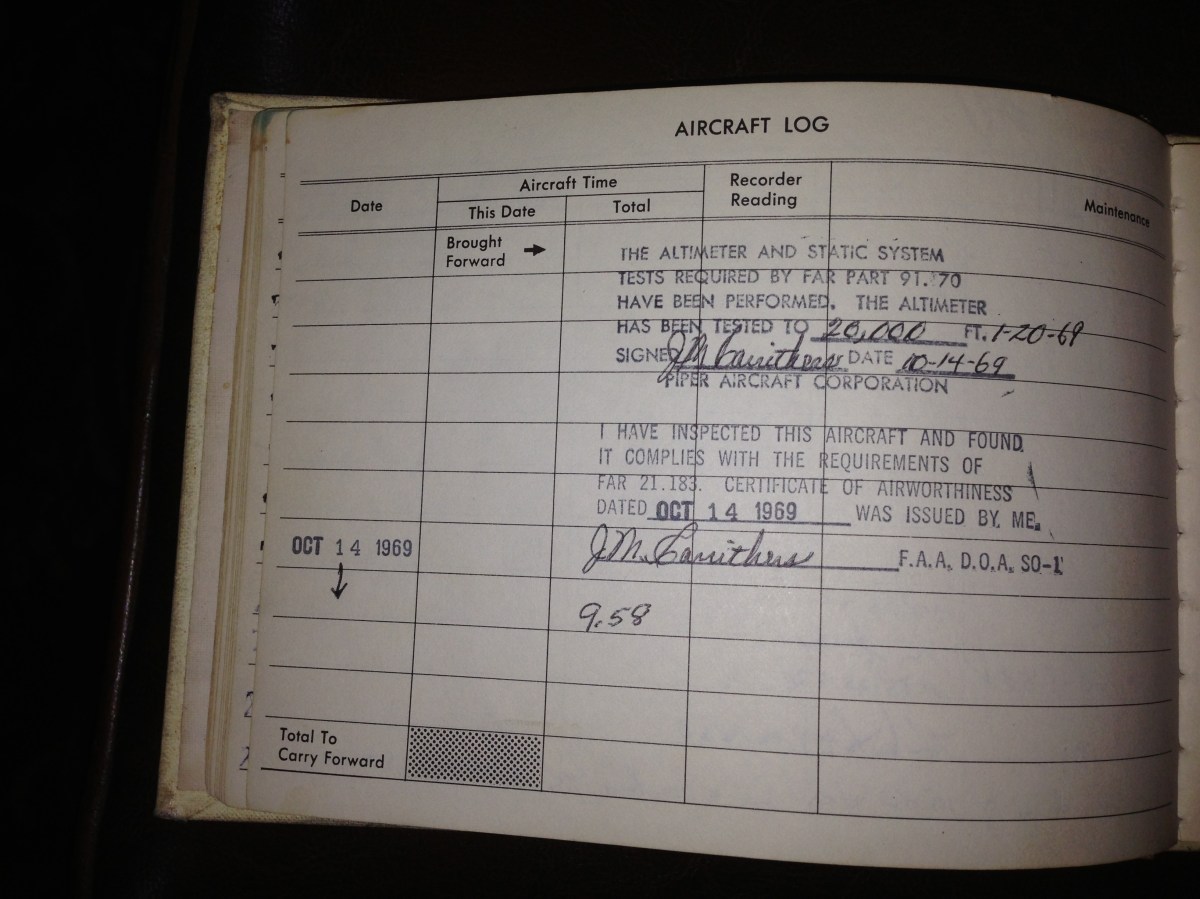 AIRCRAFT LOG
Date
Aircraft Time
This Date
Total
Recorder
Reading
Maintenance
Brought
Forward →
THE ALTIMETER AND STATIC SYSTEM
TESTS REQUIRED BY FAR PART 91.170
HAVE BEEN PERFORMED. THE ALTIMETER
HAS BEEN TESTED TO 20,000 FT. 1-20-69
SIGNED J.M. Carithers DATE 10-14-69
PIPER AIRCRAFT CORPORATION
I HAVE INSPECTED THIS AIRCRAFT AND FOUND
IT COMPLIES WITH THE REQUIREMENTS OF
FAR 21.183. CERTIFICATE OF AIRWORTHINESS
DATED OCT 14 1969 WAS ISSUED BY ME.
OCT 14 1969 J.M. Carithers F.A.A. D.O.A. SO-1
9.58
Total To
Carry Forward